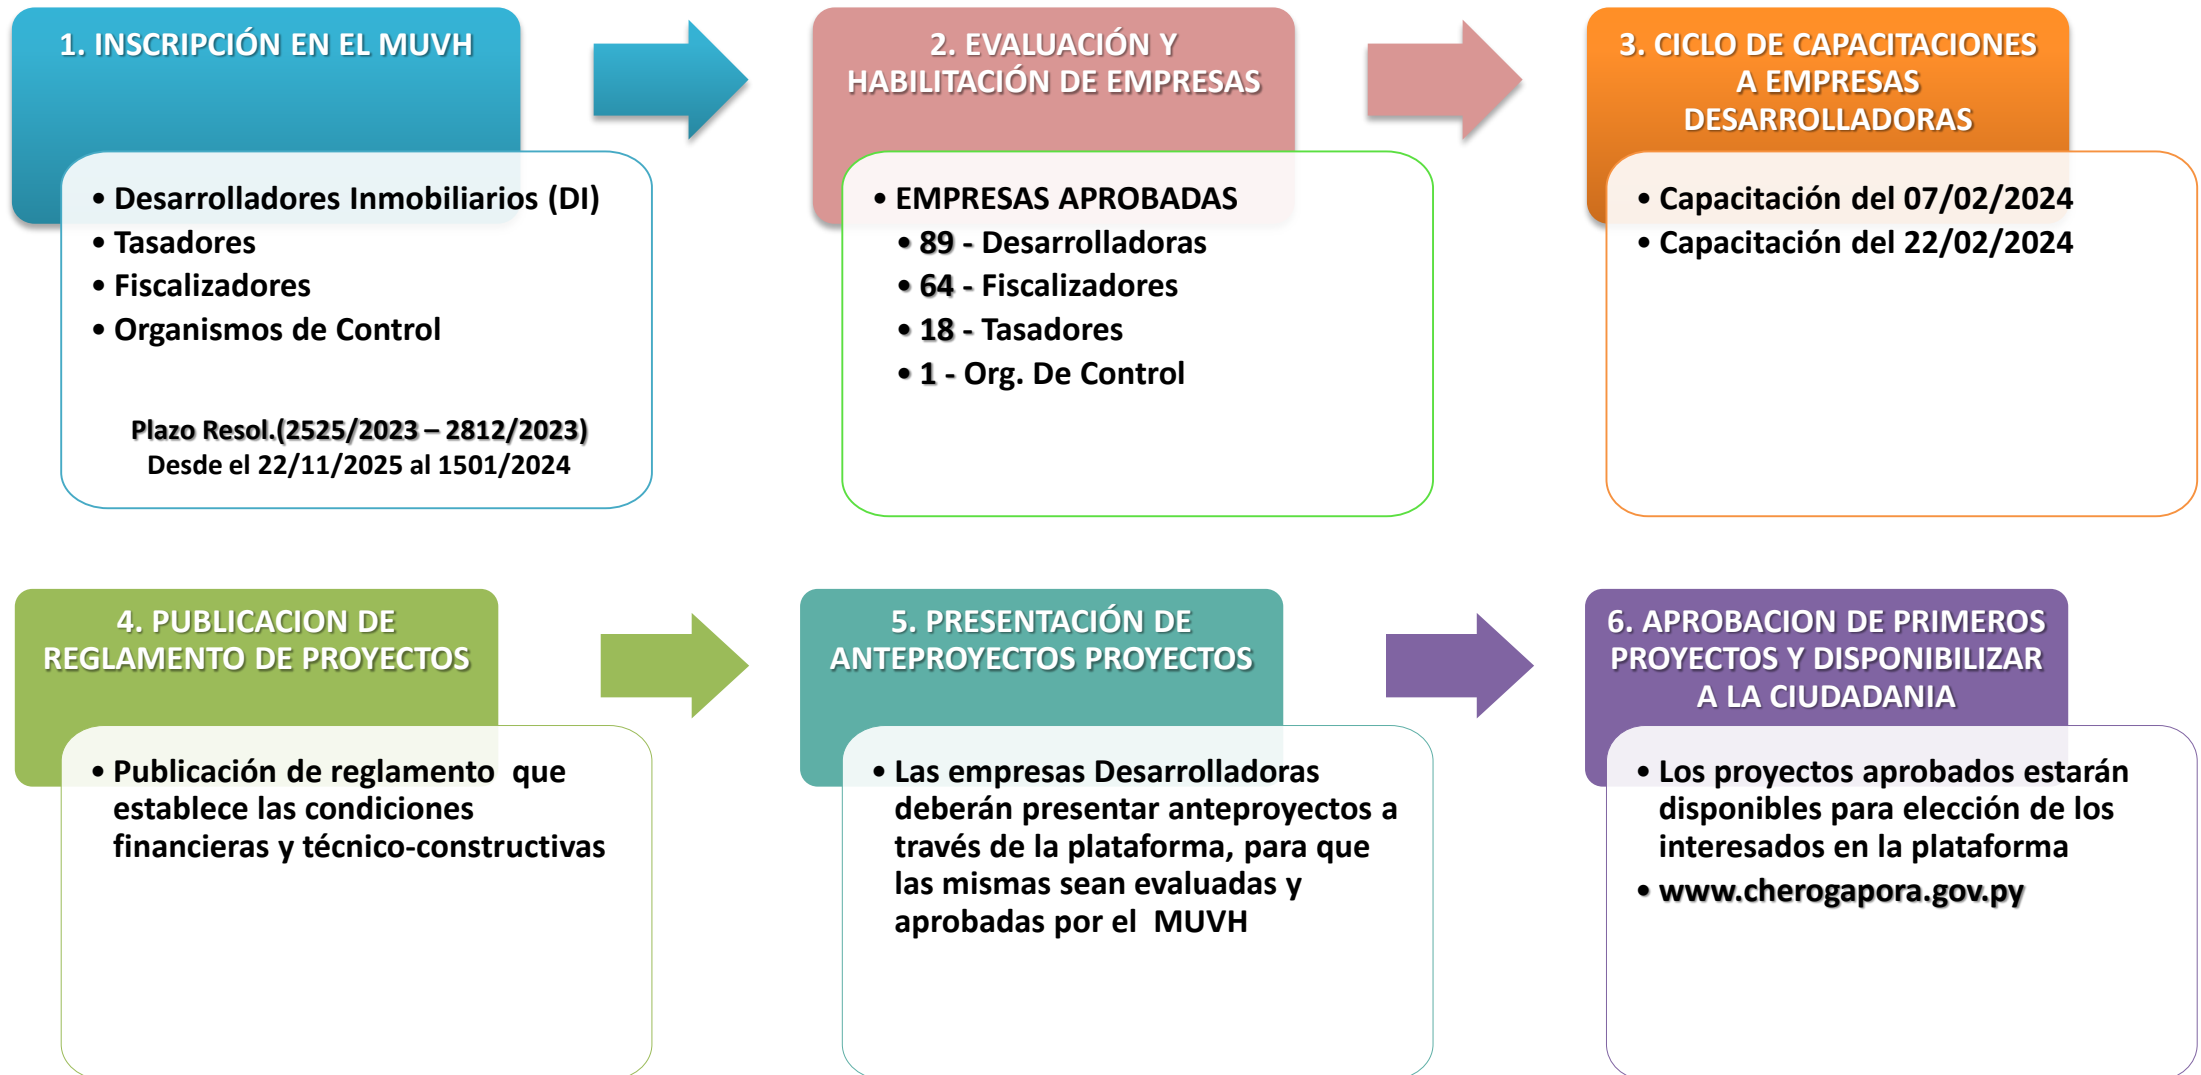 1. INSCRIPCIÓN EN EL MUVH
• Desarrolladores Inmobiliarios (DI)
• Tasadores
• Fiscalizadores
• Organismos de Control
Plazo Resol.(2525/2023 – 2812/2023)
Desde el 22/11/2025 al 1501/2024
2. EVALUACIÓN Y
HABILITACIÓN DE EMPRESAS
• EMPRESAS APROBADAS
• 89 - Desarrolladoras
• 64 - Fiscalizadores
• 18 - Tasadores
• 1 - Org. De Control
3. CICLO DE CAPACITACIONES
A EMPRESAS
DESARROLLADORAS
• Capacitación del 07/02/2024
• Capacitación del 22/02/2024
4. PUBLICACION DE
REGLAMENTO DE PROYECTOS
• Publicación de reglamento que
establece las condiciones
financieras y técnico-constructivas
5. PRESENTACIÓN DE
ANTEPROYECTOS PROYECTOS
• Las empresas Desarrolladoras
deberán presentar anteproyectos a
través de la plataforma, para que
las mismas sean evaluadas y
aprobadas por el MUVH
6. APROBACION DE PRIMEROS
PROYECTOS Y DISPONIBILIZAR
A LA CIUDADANIA
• Los proyectos aprobados estarán
disponibles para elección de los
interesados en la plataforma
• www.cherogapora.gov.py